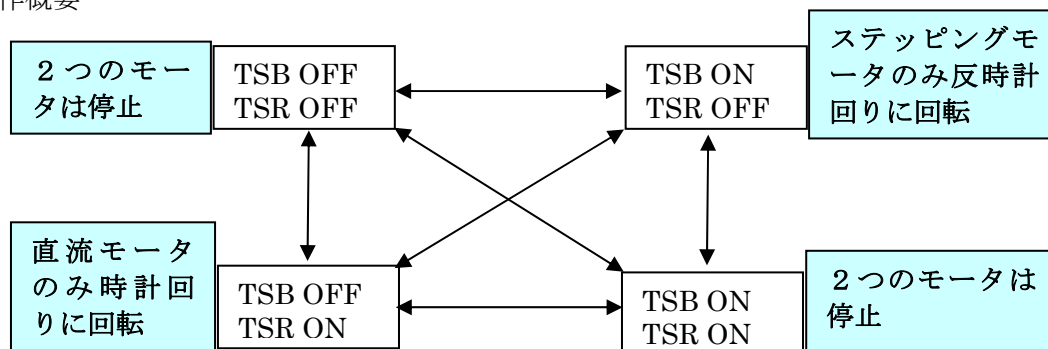 ２つのモー
タは停止
TSB OFF
TSR OFF
TSB ON
TSR OFF
ステッピングモ
ータのみ反時計
回りに回転
直流モータ
のみ時計回
りに回転
TSB OFF
TSR ON
TSB ON
TSR ON
２つのモータは
停止